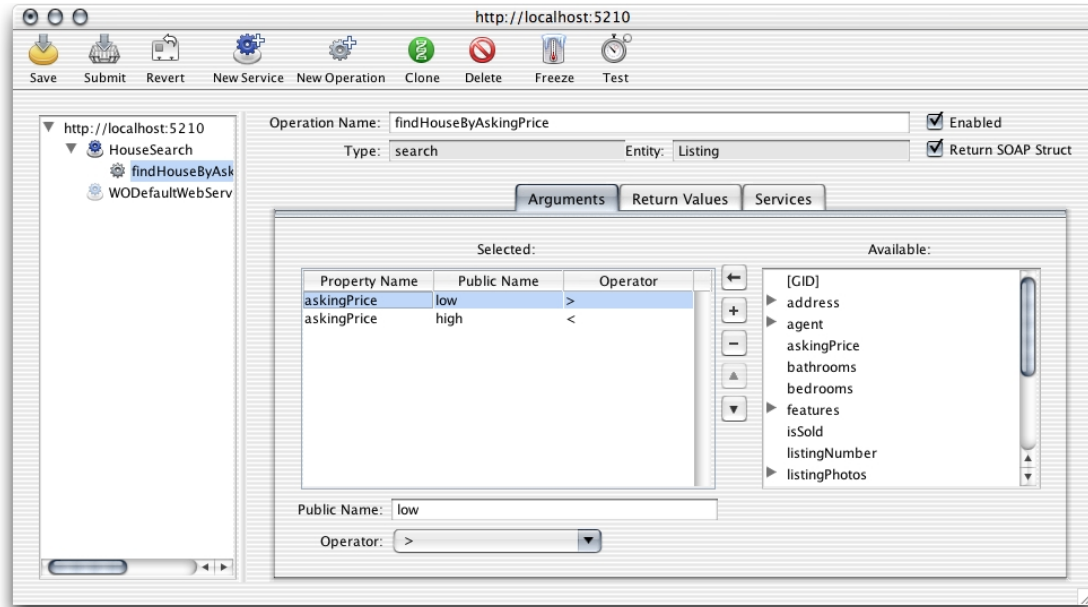 http://localhost:5210
Save Submit Revert New Service New Operation Clone Delete Freeze Test
http://localhost:5210
HouseSearch
findHouseByAsk
WODefaultWebServ
Operation Name: findHouseByAskingPrice Enabled
Type: search Entity: Listing Return SOAP Struct
Arguments Return Values Services
Selected: Available:
Property Name Public Name Operator
askingPrice low >
askingPrice high <
[GID]
address
agent
askingPrice
bathrooms
bedrooms
features
isSold
listingNumber
listingPhotos
Public Name: low
Operator: >